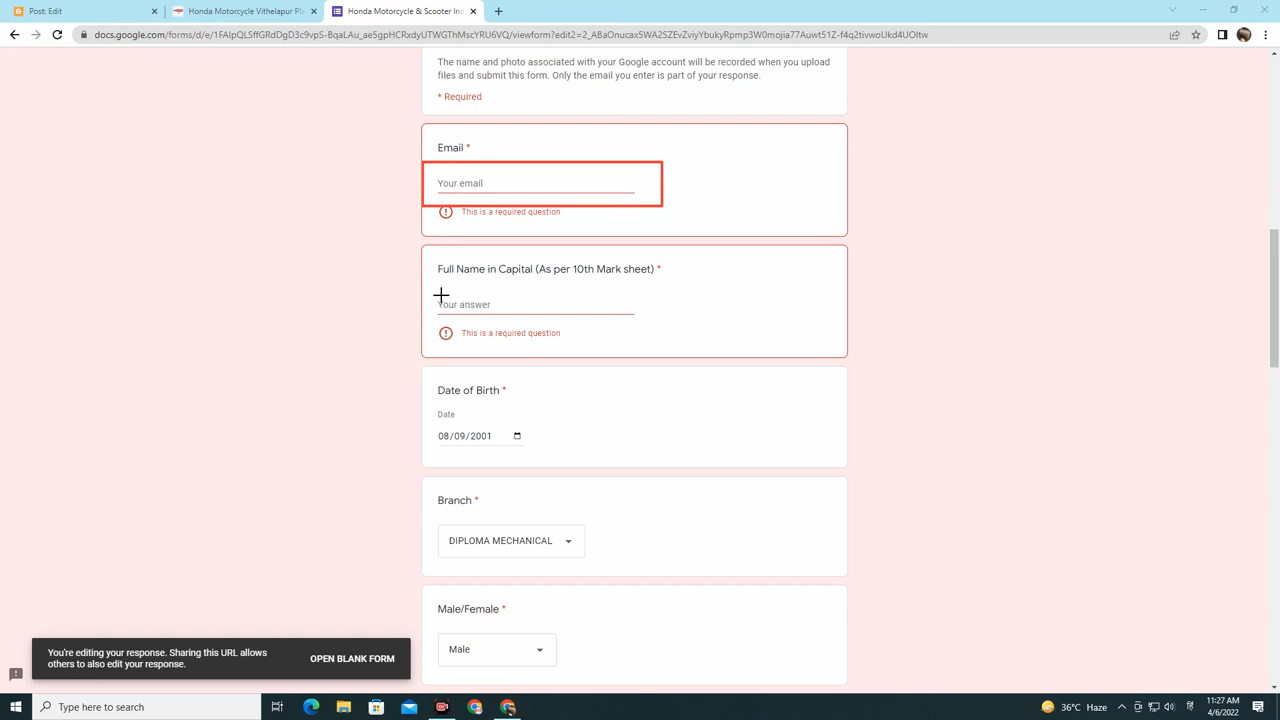 Post: Edit
Honda Motorcycle Vithelapur Pla
Honda Motorcycle & Scooter Ind
docs.google.com/forms/d/e/1FAIpQLSffGRdDgD3c9vpS-BqaLAu_ae5gpHCRxdyUTWGThMscYRU6VQ/viewform?edit2=2_ABaOnucax5WA2SZEvZviyYbukyRpmp3W0mojia77Auwt51Z-f4q2tivwoUkd4UOltw
The name and photo associated with your Google account will be recorded when you upload
files and submit this form. Only the email you enter is part of your response.
* Required
Email *
Your email
This is a required question
Full Name in Capital (As per 10th Mark sheet) *
Your answer
This is a required question
Date of Birth *
Date
08/09/2001
Branch *
DIPLOMA MECHANICAL
Male/Female *
Male
You're editing your response. Sharing this URL allows
others to also edit your response.
OPEN BLANK FORM
Type here to search
36°C Haze
11:27 AM
4/6/2022